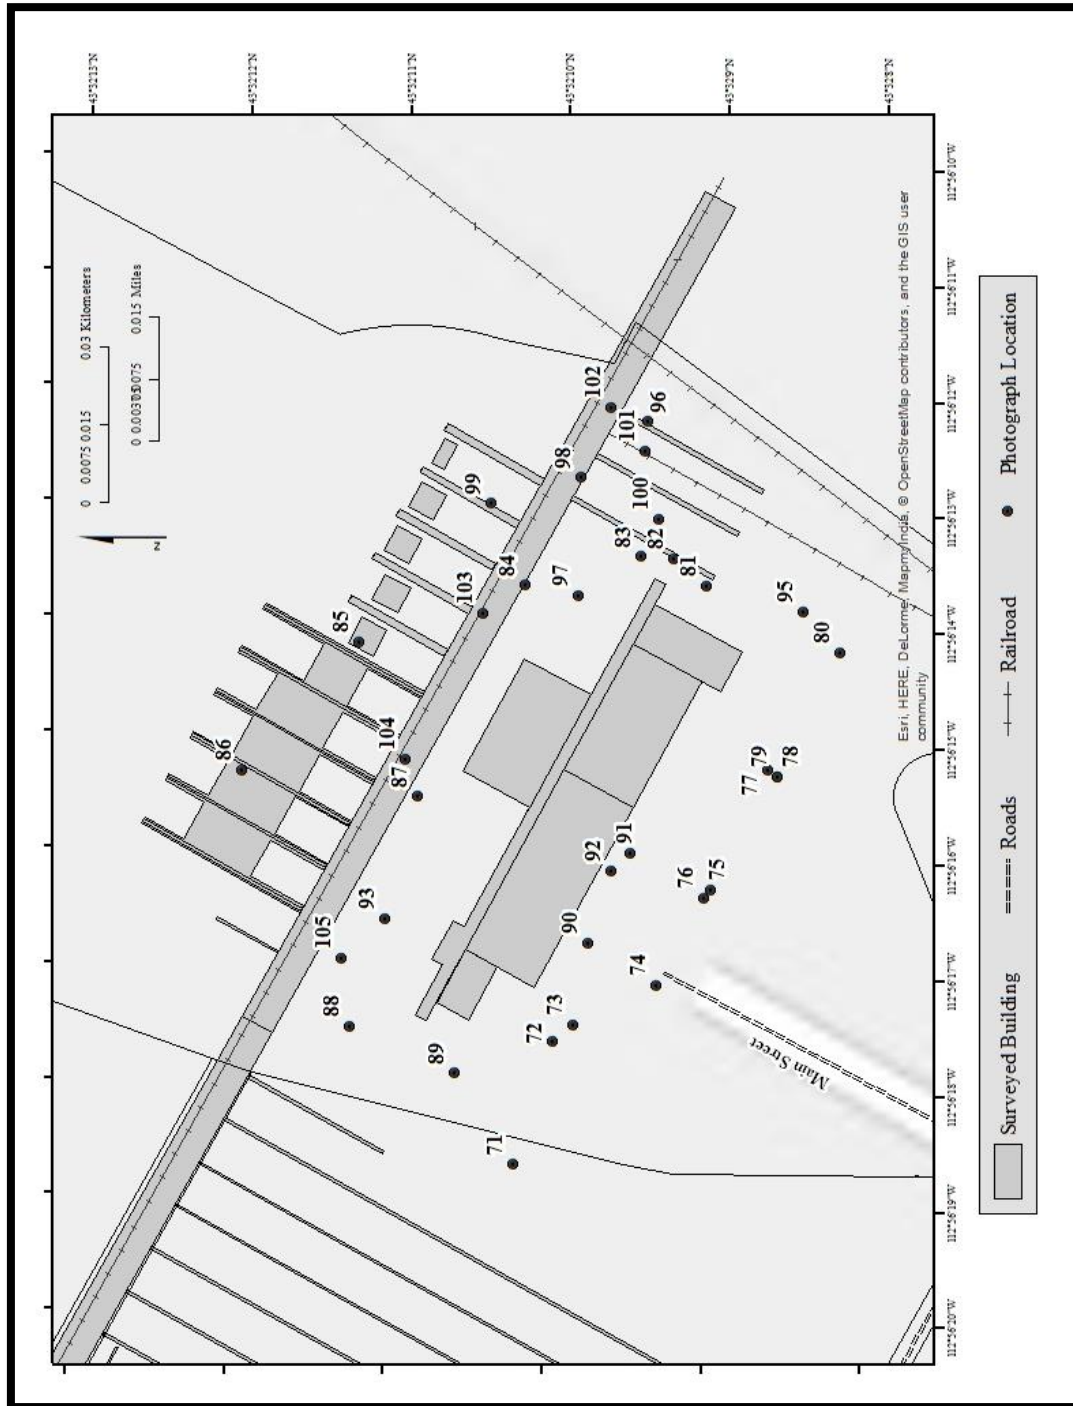 43°32'13"N
43°32'12"N
43°32'11"N
43°32'10"N
43°32'9"N
43°32'8"N
0 0.0075 0.015 0.03 Kilometers
0.015 Miles
N
102
101
96
98
99
100
83
82
81
84
97
103
95
80
85
104
87
86
79
77
78
91
92
76
75
93
90
105
74
88
73
72
89
71
Main Street
Esri, HERE, DeLorme, MapmyIndia, © OpenStreetMap contributors, and the GIS user
community
112°56'10"W
112°56'11"W
112°56'12"W
112°56'13"W
112°56'14"W
112°56'15"W
112°56'16"W
112°56'17"W
112°56'18"W
112°56'19"W
112°56'20"W
Surveyed Building
Roads
Railroad
Photograph Location